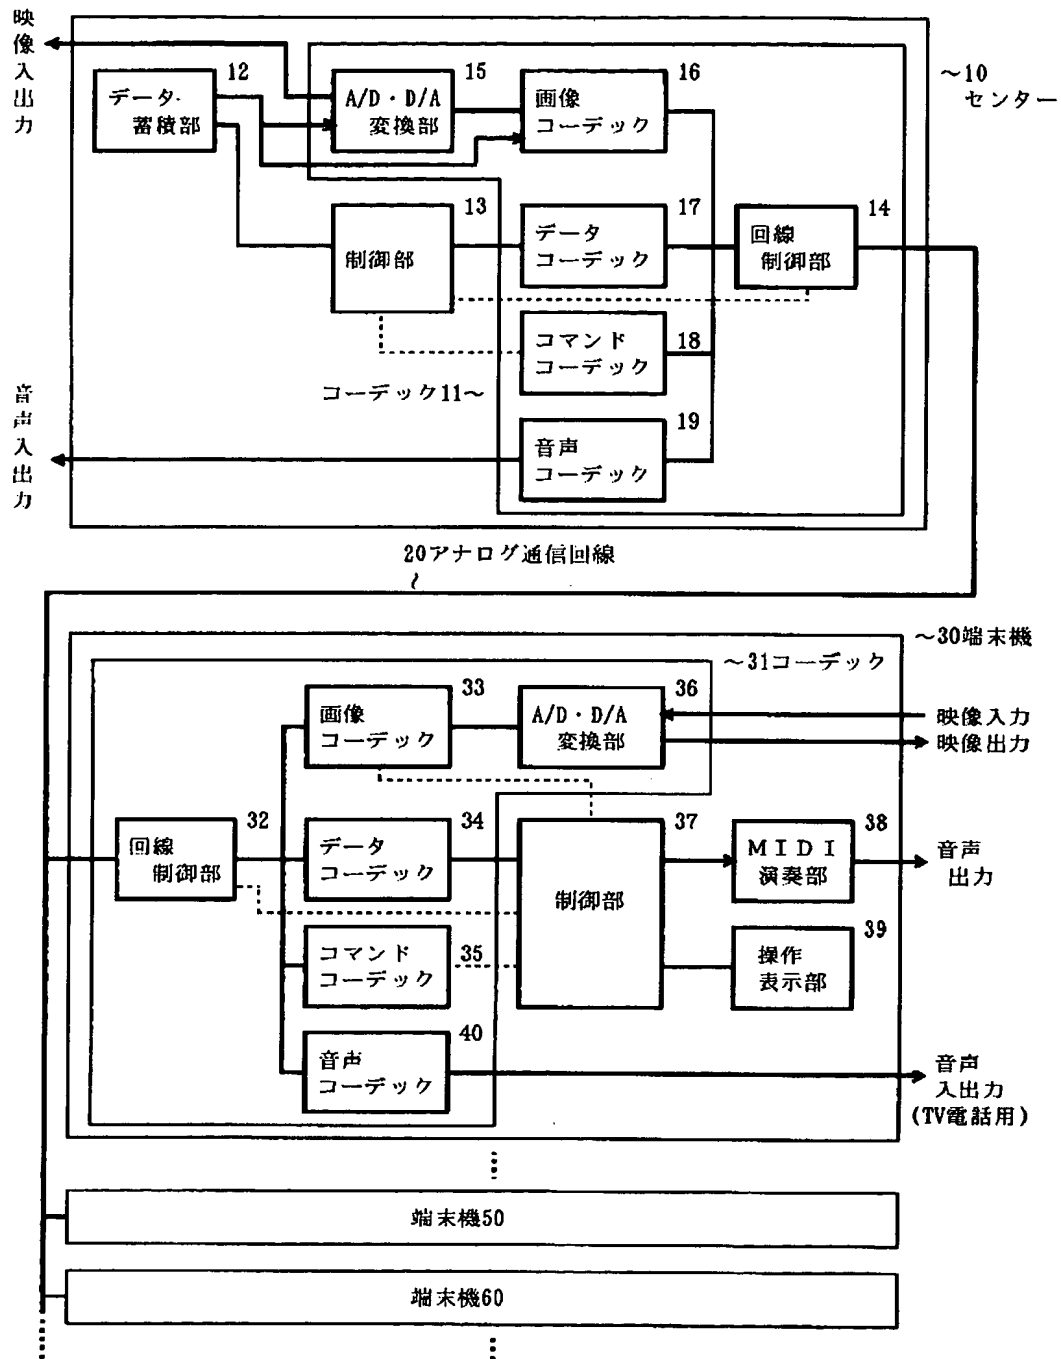 映像入出力
12
データ
蓄積部
15
A/D・D/A
変換部
16
画像
コーデック
～10
センター
13
制御部
17
データ
コーデック
14
回線
制御部
コマンド
コーデック
18
コーデック11～
19
音声
コーデック
音声入出力
20アナログ通信回線
～30端末機
～31コーデック
33
画像
コーデック
36
A/D・D/A
変換部
映像入力
映像出力
32
回線
制御部
34
データ
コーデック
37
制御部
38
MIDI
演奏部
音声
出力
コマンド
コーデック
35
39
操作
表示部
40
音声
コーデック
音声
入出力
(TV電話用)
端末機50
端末機60